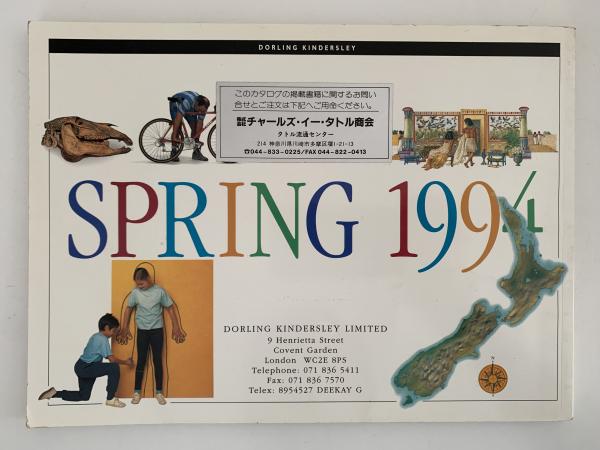 DORLING KINDERSLEY
このカタログの掲載書籍に関するお問い
合せとご注文は下記へご用命ください。
株式会社 チャールズ・イー・タトル商会
タトル流通センター
214 神奈川県川崎市多摩区堰1-21-13
☎044-833-0225/FAX 044-822-0413
SPRING 1994
DORLING KINDERSLEY LIMITED
9 Henrietta Street
Covent Garden
London WC2E 8PS
Telephone: 071 836 5411
Fax: 071 836 7570
Telex: 8954527 DEEKAY G
N